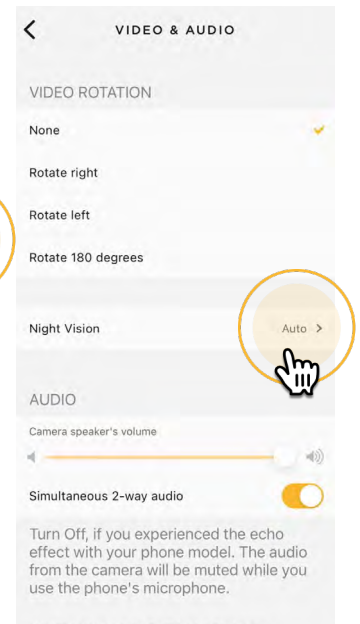 VIDEO & AUDIO
VIDEO ROTATION
None
Rotate right
Rotate left
Rotate 180 degrees
Night Vision Auto >
AUDIO
Camera speaker's volume
Simultaneous 2-way audio
Turn Off, if you experienced the echo
effect with your phone model. The audio
from the camera will be muted while you
use the phone's microphone.